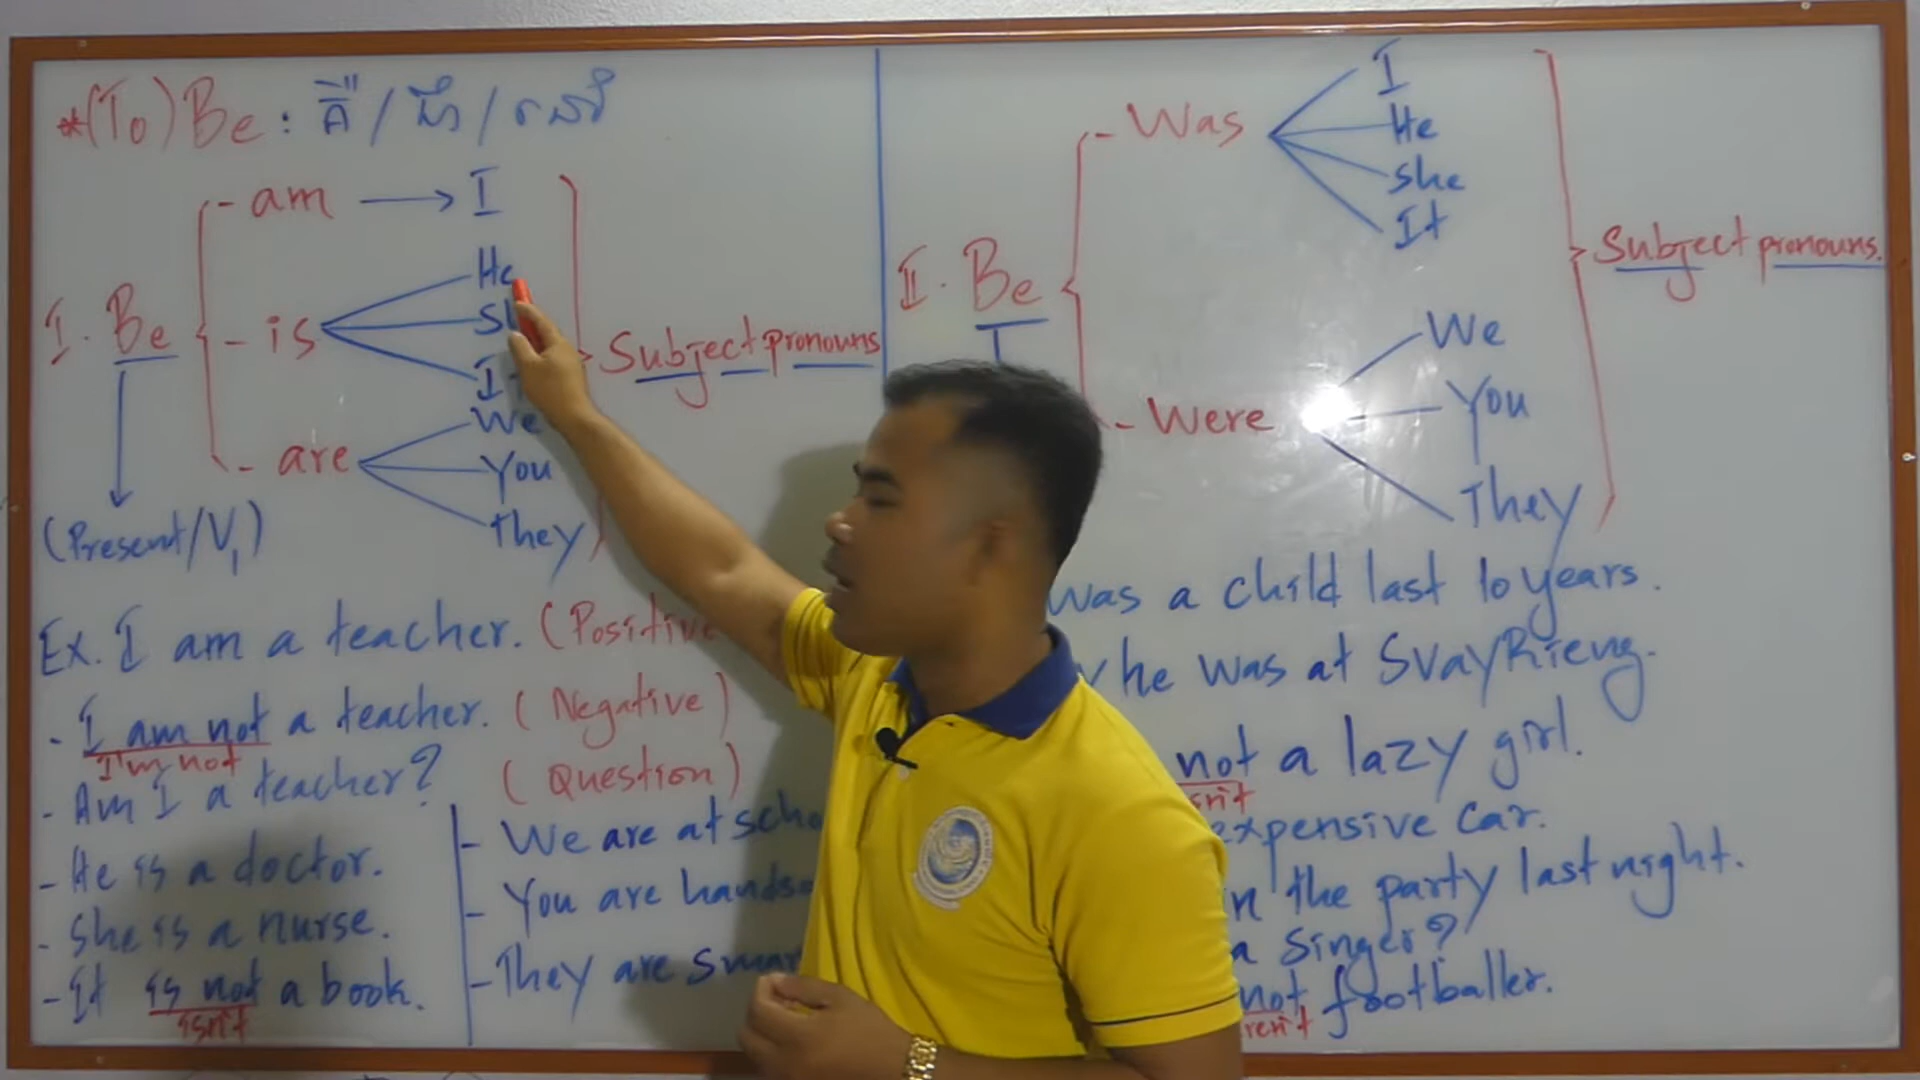 *(To) Be : គឺ / ជា / នៅ
- am → I
He
I. Be - is
Subject pronouns
We
- are You
They
(Present/V1)
Ex. I am a teacher. (Positive
- I am not a teacher. (Negative)
I'm not
- Am I a teacher? (Question)
- He is a doctor.
- She is a nurse.
- It is not a book.
isn't
- We are at
- You are
- They are
- Was I
He
She
It
II. Be
Subject pronouns.
We
- Were You
They
was a child last 10 years.
he was at SvayRieng.
not a lazy girl.
expensive car.
in the party last night.
a singer?
not footballer.